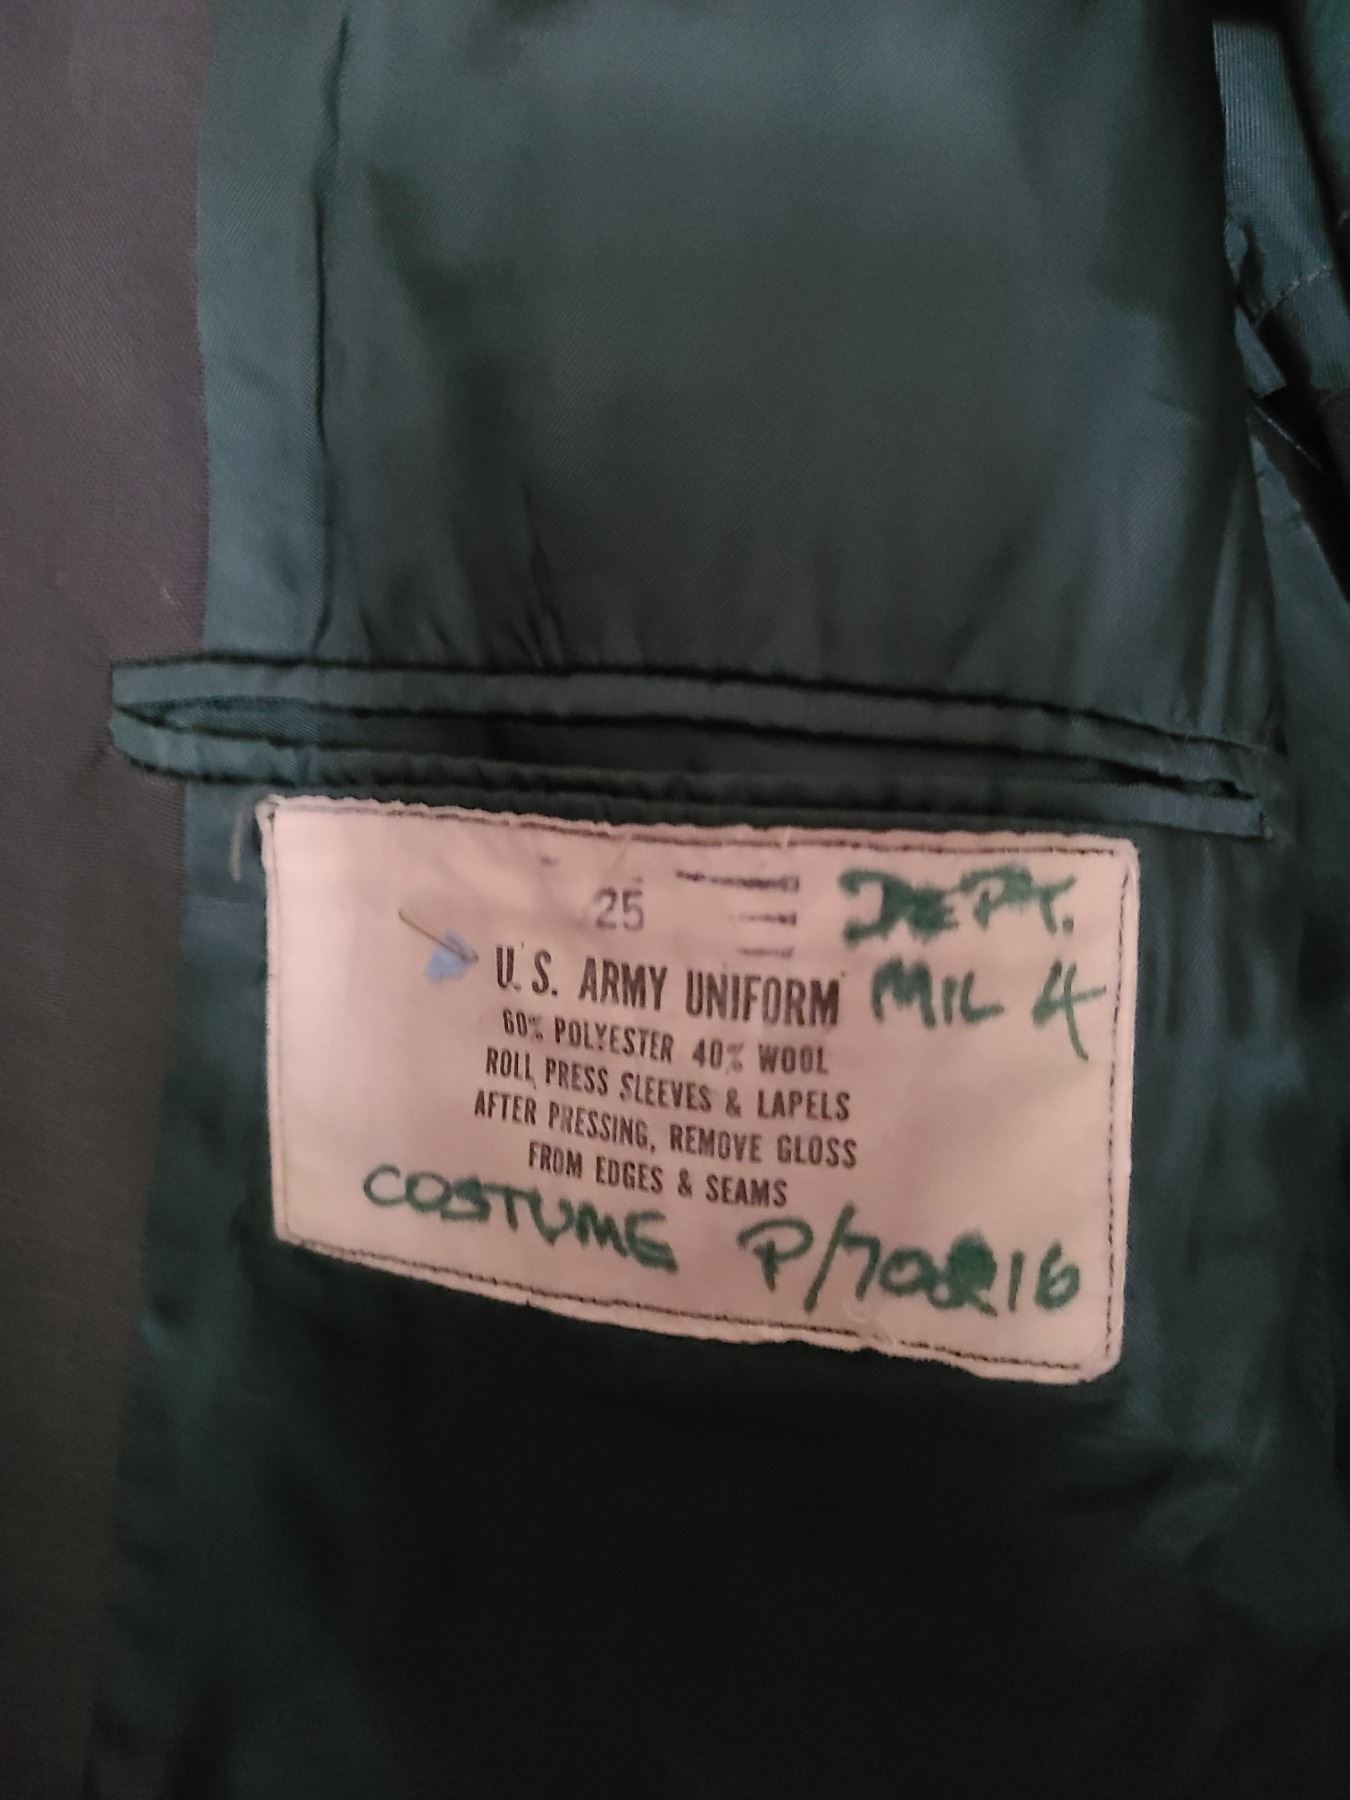 25
DEPT.
U.S. ARMY UNIFORM
MIL 4
60% POLYESTER 40% WOOL
ROLL PRESS SLEEVES & LAPELS
AFTER PRESSING, REMOVE GLOSS
FROM EDGES & SEAMS
COSTUME